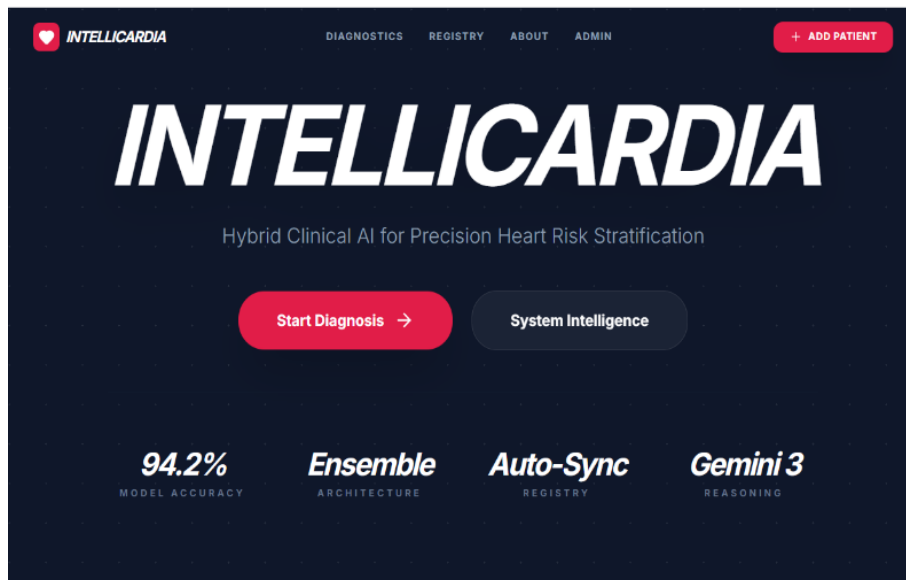 INTELLICARDIA
DIAGNOSTICS REGISTRY ABOUT ADMIN
+ ADD PATIENT
INTELLICARDIA
Hybrid Clinical AI for Precision Heart Risk Stratification
Start Diagnosis →
System Intelligence
94.2%
MODEL ACCURACY
Ensemble
ARCHITECTURE
Auto-Sync
REGISTRY
Gemini 3
REASONING